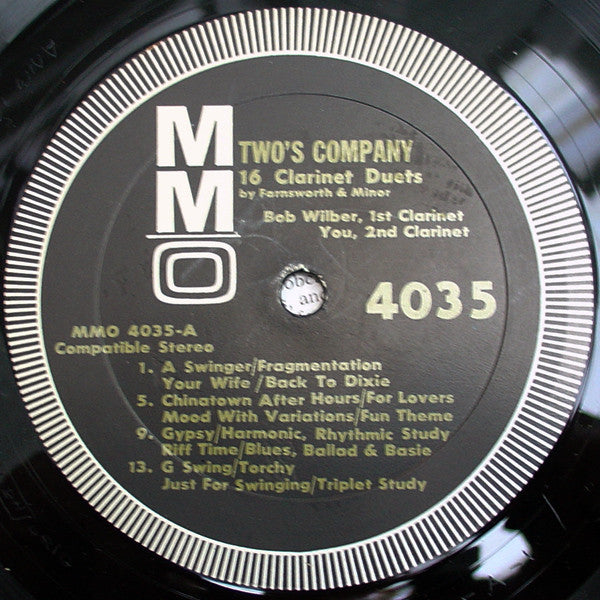 MMO
TWO'S COMPANY
16 Clarinet Duets
by Farnsworth & Minor
Bob Wilber, 1st Clarinet
You, 2nd Clarinet
4035
MMO 4035-A
Compatible Stereo
1. A Swinger/Fragmentation
Your Wife/Back To Dixie
5. Chinatown After Hours/For Lovers
Mood With Variations/Fun Theme
9. Gypsy/Harmonic, Rhythmic Study
Riff Time/Blues, Ballad & Basie
13. G Swing/Torchy
Just For Swinging/Triplet Study